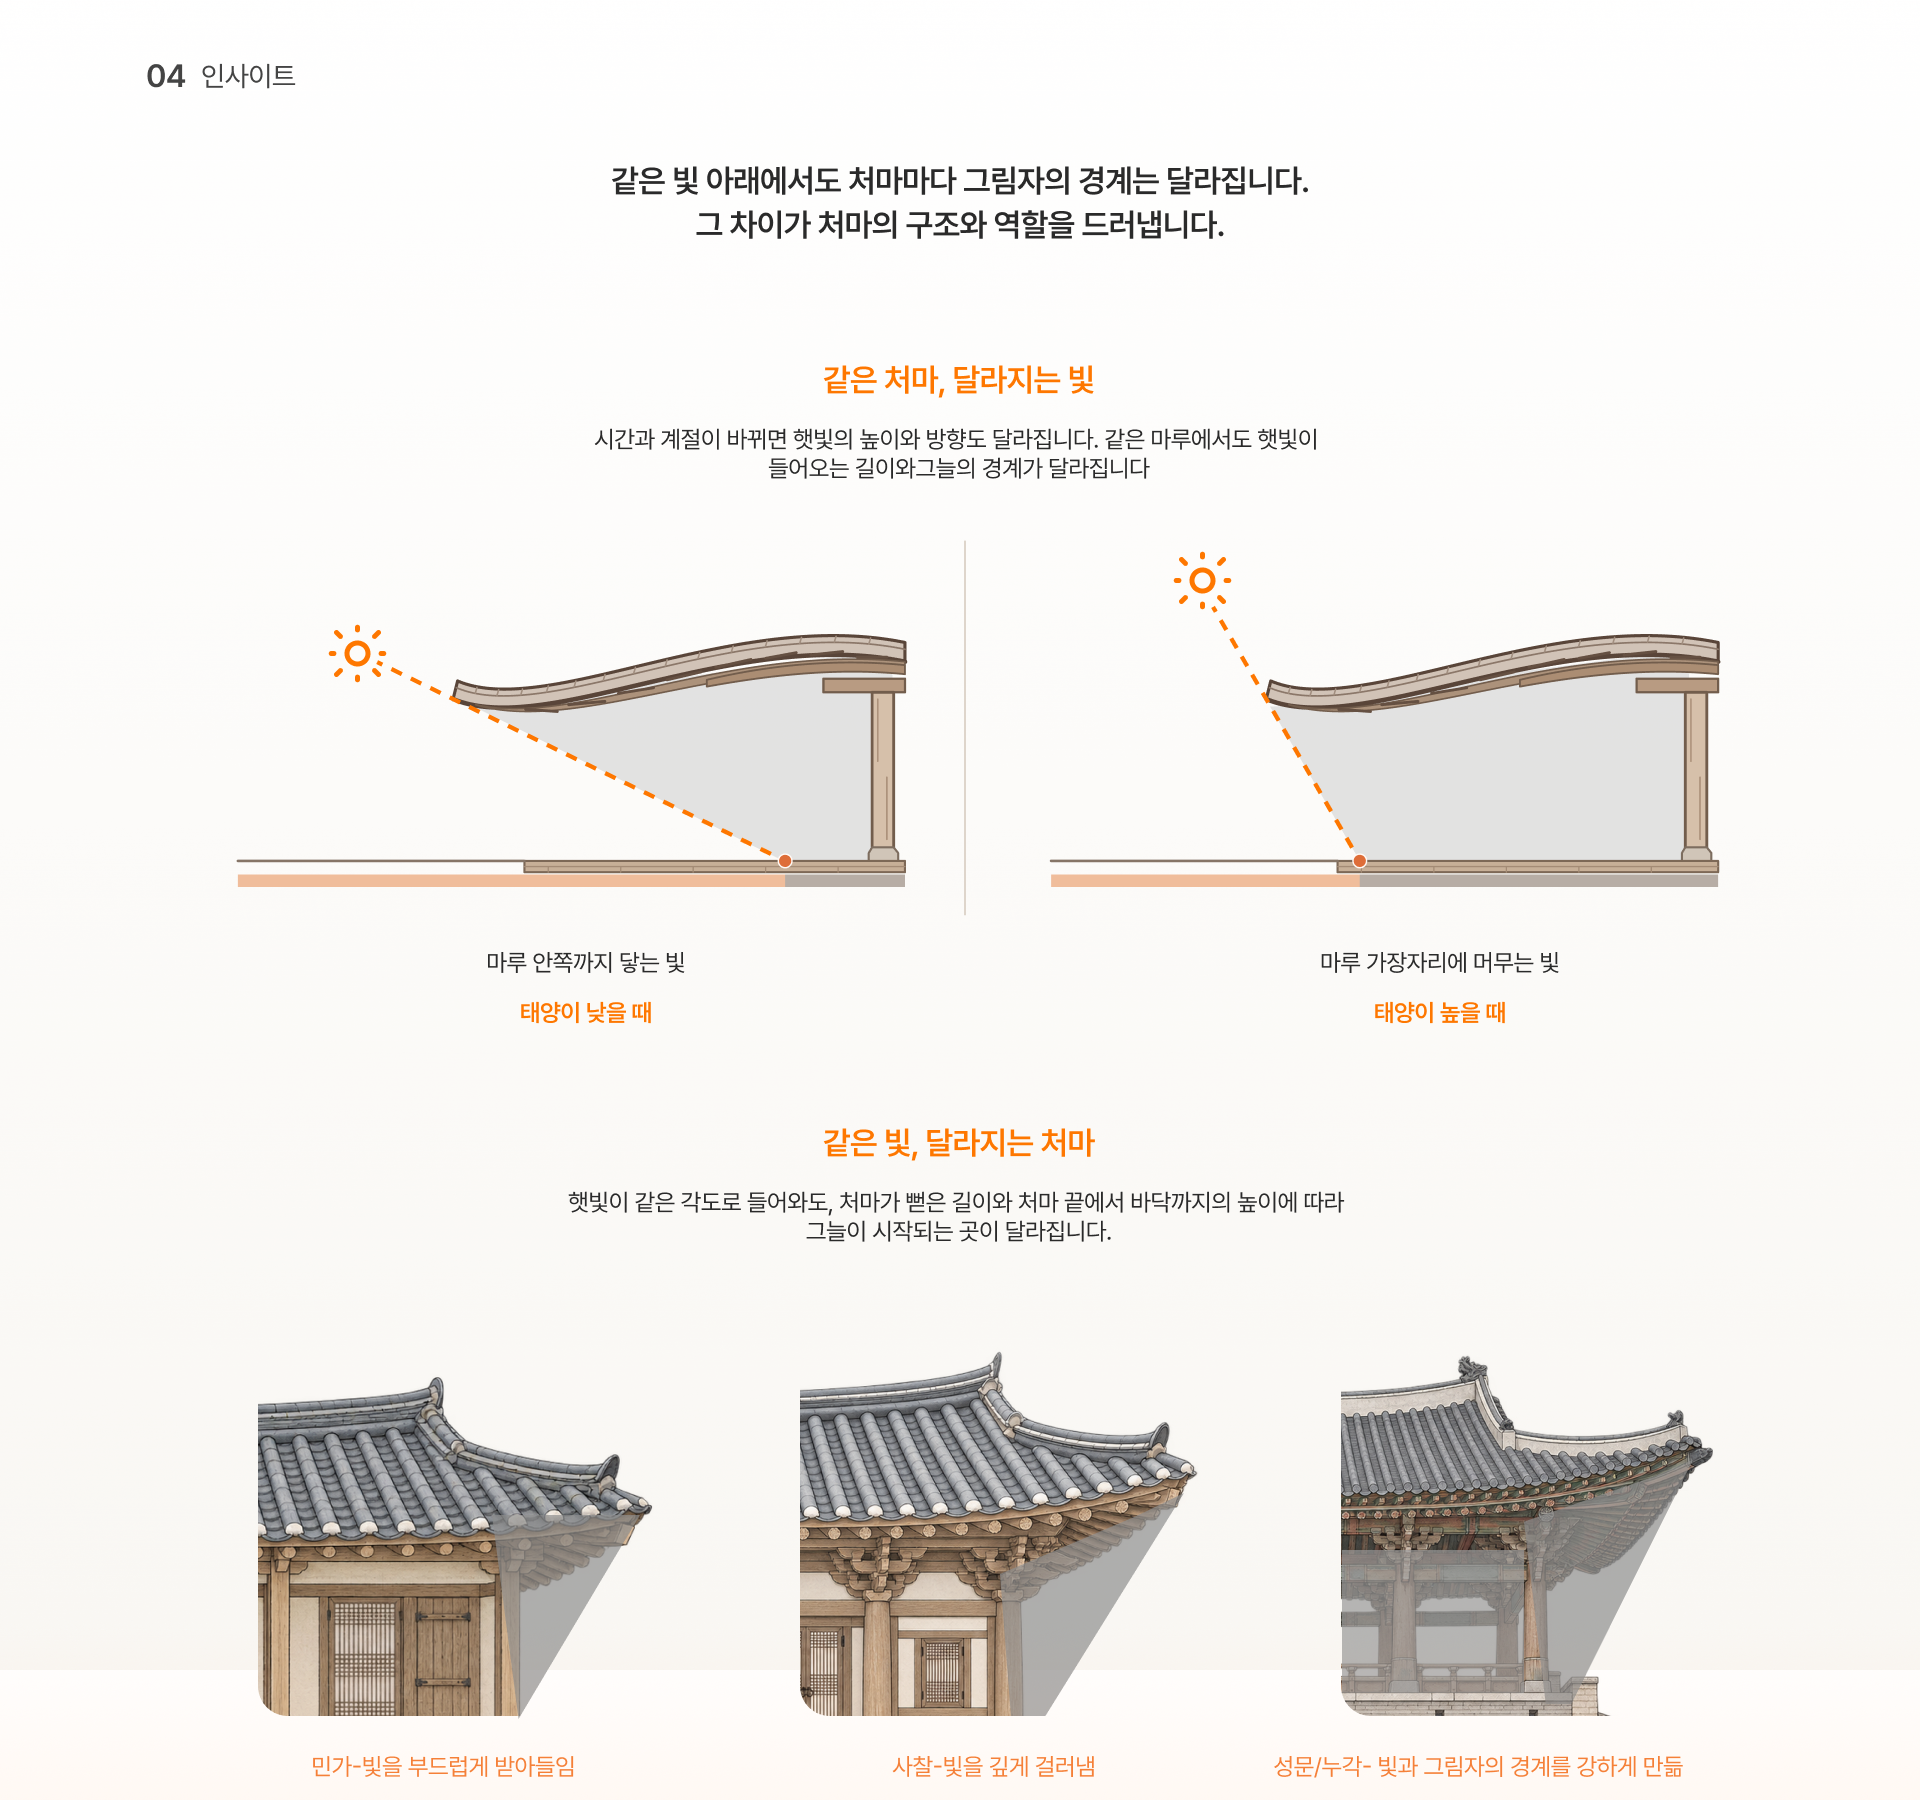 04 인사이트
같은 빛 아래에서도 처마마다 그림자의 경계는 달라집니다.
그 차이가 처마의 구조와 역할을 드러냅니다.
같은 처마, 달라지는 빛
시간과 계절이 바뀌면 햇빛의 높이와 방향도 달라집니다. 같은 마루에서도 햇빛이
들어오는 길이와그늘의 경계가 달라집니다
마루 안쪽까지 닿는 빛
태양이 낮을 때
마루 가장자리에 머무는 빛
태양이 높을 때
같은 빛, 달라지는 처마
햇빛이 같은 각도로 들어와도, 처마가 뻗은 길이와 처마 끝에서 바닥까지의 높이에 따라
그늘이 시작되는 곳이 달라집니다.
민가-빛을 부드럽게 받아들임
사찰-빛을 깊게 걸러냄
성문/누각- 빛과 그림자의 경계를 강하게 만듦